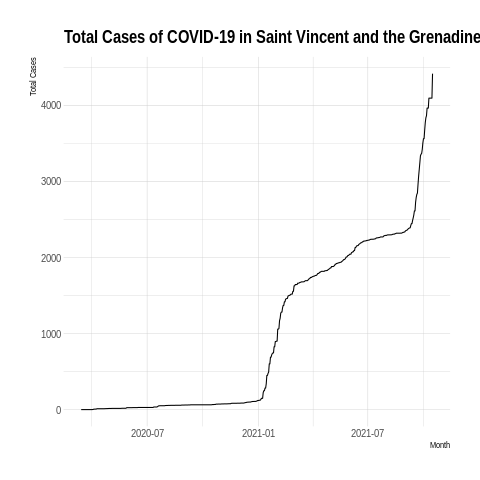 Total Cases of COVID-19 in Saint Vincent and the Grenadine
Total Cases
4000
3000
2000
1000
0
2020-07
2021-01
2021-07
Month